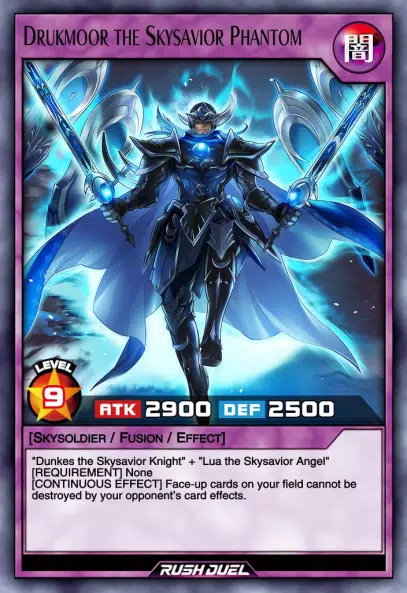 Drukmoor the Skysavior Phantom
闇
LEVEL
9
ATK 2900 DEF 2500
[Skysoldier / Fusion / Effect]
"Dunkes the Skysavior Knight" + "Lua the Skysavior Angel"
[REQUIREMENT] None
[CONTINUOUS EFFECT] Face-up cards on your field cannot be
destroyed by your opponent's card effects.
RUSH DUEL